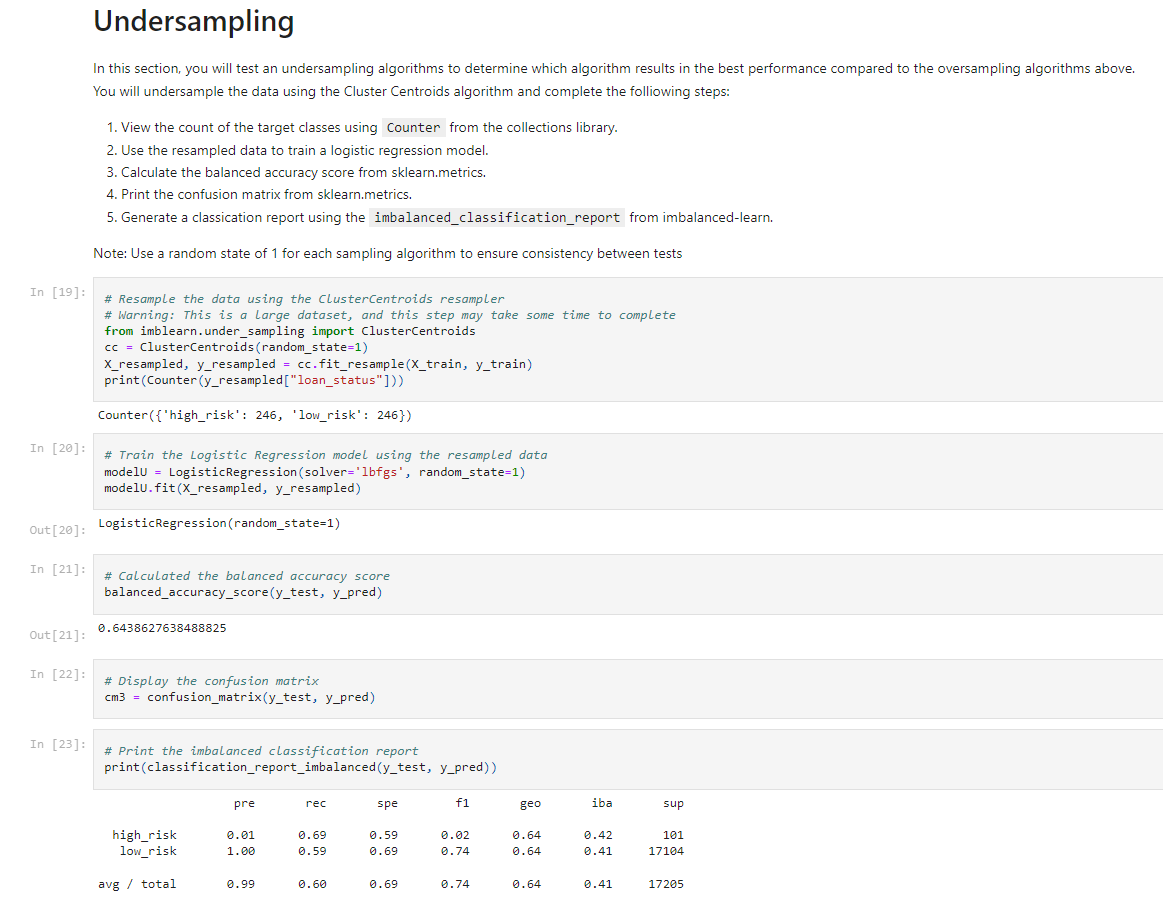 Undersampling
In this section, you will test an undersampling algorithms to determine which algorithm results in the best performance compared to the oversampling algorithms above.
You will undersample the data using the Cluster Centroids algorithm and complete the following steps:
1. View the count of the target classes using Counter from the collections library.
2. Use the resampled data to train a logistic regression model.
3. Calculate the balanced accuracy score from sklearn.metrics.
4. Print the confusion matrix from sklearn.metrics.
5. Generate a classication report using the imbalanced_classification_report from imbalanced-learn.
Note: Use a random state of 1 for each sampling algorithm to ensure consistency between tests
In [19]:
# Resample the data using the ClusterCentroids resampler
# Warning: This is a large dataset, and this step may take some time to complete
from imblearn.under_sampling import ClusterCentroids
cc = ClusterCentroids(random_state=1)
X_resampled, y_resampled = cc.fit_resample(X_train, y_train)
print(Counter(y_resampled["loan_status"]))
Counter({'high_risk': 246, 'low_risk': 246})
In [20]:
# Train the Logistic Regression model using the resampled data
modelU = LogisticRegression(solver='lbfgs', random_state=1)
modelU.fit(X_resampled, y_resampled)
Out[20]: LogisticRegression(random_state=1)
In [21]:
# Calculated the balanced accuracy score
balanced_accuracy_score(y_test, y_pred)
Out[21]: 0.6438627638488825
In [22]:
# Display the confusion matrix
cm3 = confusion_matrix(y_test, y_pred)
In [23]:
# Print the imbalanced classification report
print(classification_report_imbalanced(y_test, y_pred))
pre rec spe f1 geo iba sup
high_risk 0.01 0.69 0.59 0.02 0.64 0.42 101
low_risk 1.00 0.59 0.69 0.74 0.64 0.41 17104
avg / total 0.99 0.60 0.69 0.74 0.64 0.41 17205